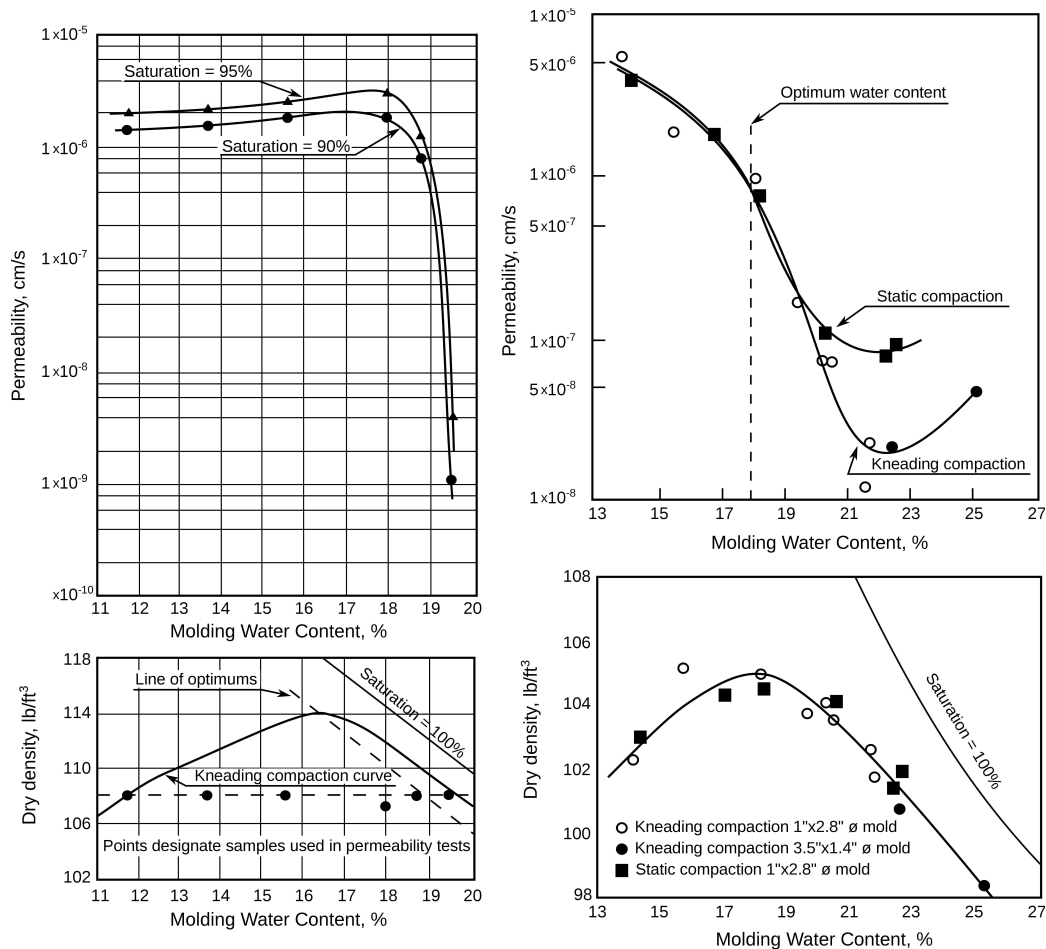 1x10-5
Saturation = 95%
1x10-6
Saturation = 90%
1x10-7
1x10-8
1x10-9
x10-10
Permeability, cm/s
11 12 13 14 15 16 17 18 19 20
Molding Water Content, %
1x10-5
5x10-6
Optimum water content
1x10-6
5x10-7
Static compaction
1x10-7
5x10-8
Kneading compaction
1x10-8
Permeability, cm/s
13 15 17 19 21 23 25 27
Molding Water Content, %
118
Line of optimums
Saturation = 100%
114
110
Kneading compaction curve
106
Points designate samples used in permeability tests
102
Dry density, lb/ft3
11 12 13 14 15 16 17 18 19 20
Molding Water Content, %
108
106
104
Saturation = 100%
102
100
98
Dry density, lb/ft3
Kneading compaction 1"x2.8" ø mold
Kneading compaction 3.5"x1.4" ø mold
Static compaction 1"x2.8" ø mold
13 15 17 19 21 23 25 27
Molding Water Content, %